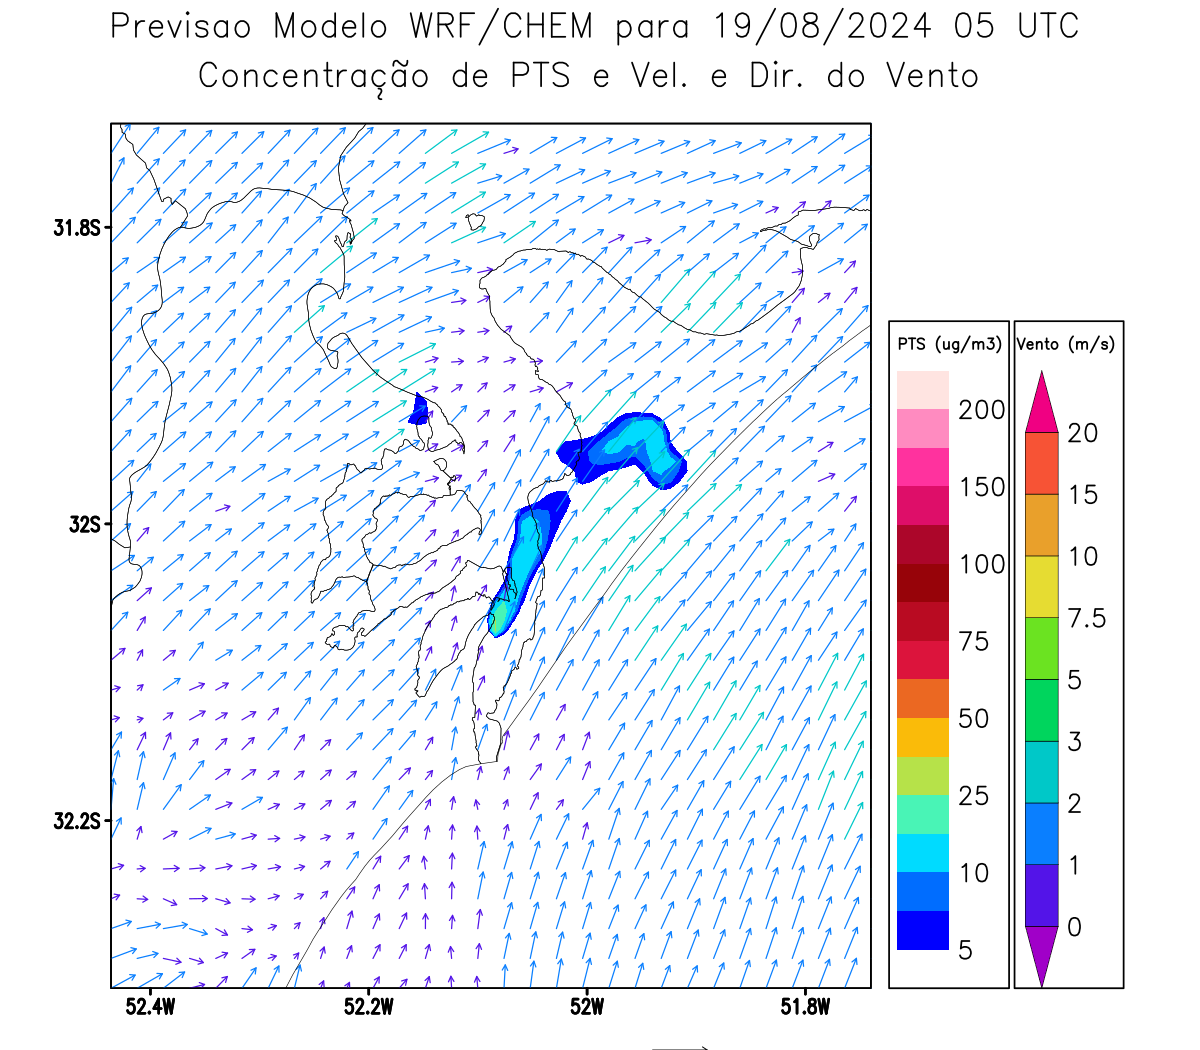 Previsao Modelo WRF/CHEM para 19/08/2024 05 UTC
Concentração de PTS e Vel. e Dir. do Vento
31.8S
32S
32.2S
52.4W 52.2W 52W 51.8W
PTS (ug/m3)
200
150
100
75
50
25
10
5
Vento (m/s)
20
15
10
7.5
5
3
2
1
0